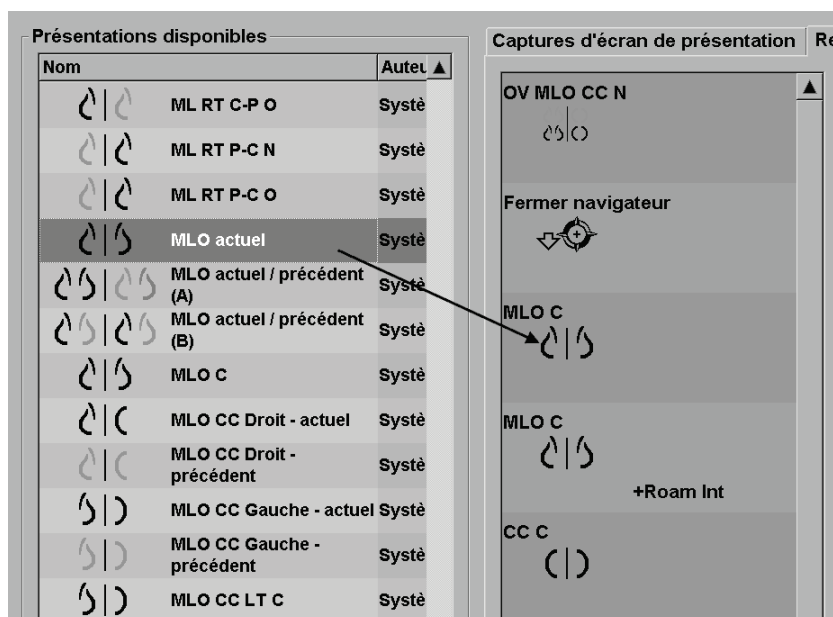 Présentations disponibles
Nom
Auteu
ML RT C-P O
Systè
ML RT P-C N
Systè
ML RT P-C O
Systè
MLO actuel
Systè
MLO actuel / précédent
(A)
Systè
MLO actuel / précédent
(B)
Systè
MLO C
Systè
MLO CC Droit - actuel
Systè
MLO CC Droit -
précédent
Systè
MLO CC Gauche - actuel
Systè
MLO CC Gauche -
précédent
Systè
MLO CC LT C
Systè
Captures d'écran de présentation
Ré
OV MLO CC N
Fermer navigateur
MLO C
MLO C
+Roam Int
CC C